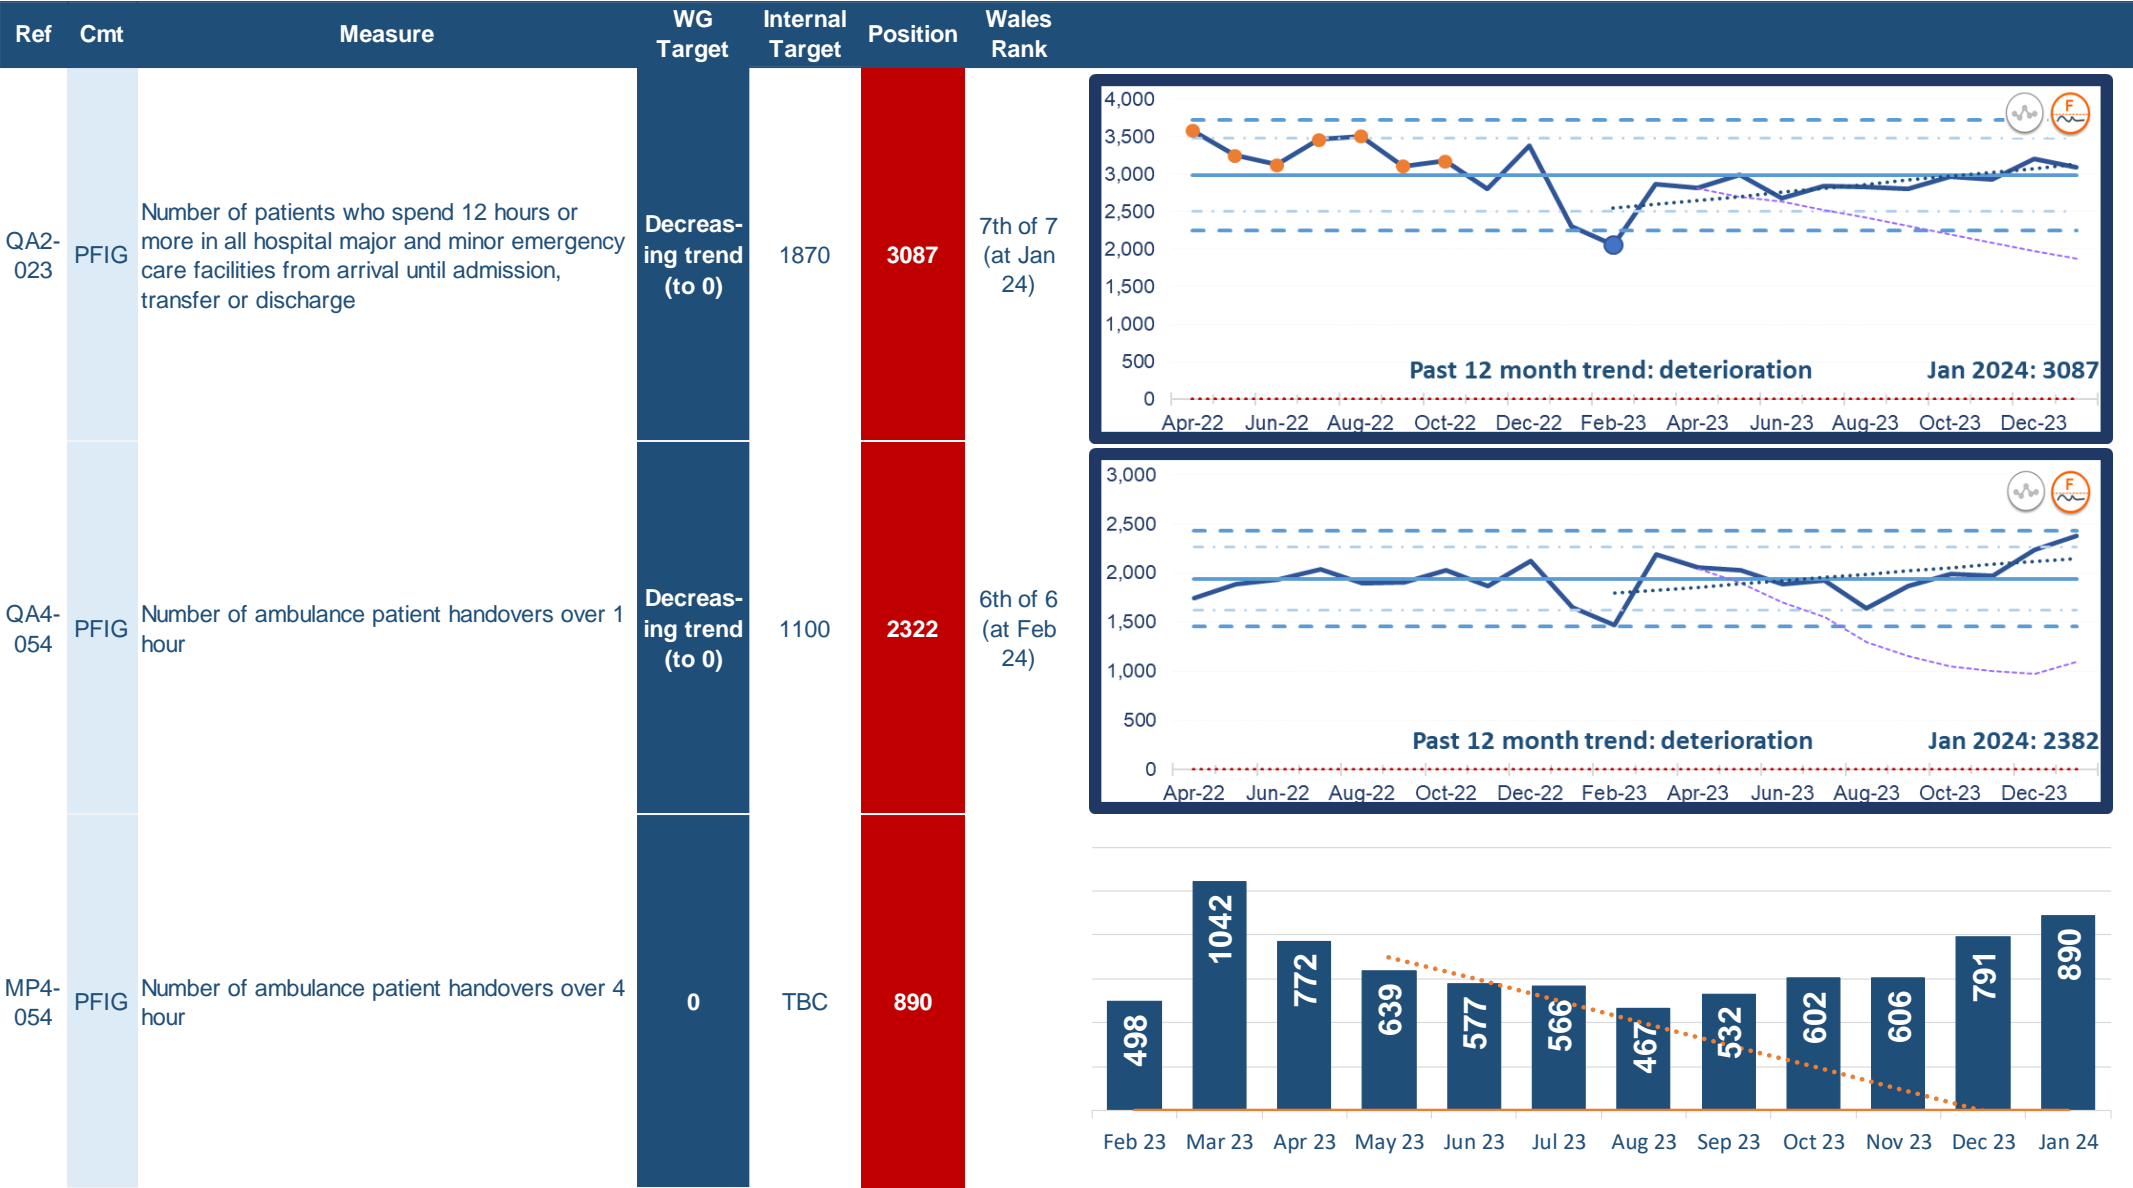 Ref Cmt Measure WG Target Internal Target Position Wales Rank
QA2-023 PFIG
Number of patients who spend 12 hours or
more in all hospital major and minor emergency
care facilities from arrival until admission,
transfer or discharge
Decreas-
ing trend
(to 0)
1870
3087
7th of 7
(at Jan
24)
4,000
3,500
3,000
2,500
2,000
1,500
1,000
500
0
F
Past 12 month trend: deterioration Jan 2024: 3087
Apr-22 Jun-22 Aug-22 Oct-22 Dec-22 Feb-23 Apr-23 Jun-23 Aug-23 Oct-23 Dec-23
QA4-054 PFIG
Number of ambulance patient handovers over 1
hour
Decreas-
ing trend
(to 0)
1100
2322
6th of 6
(at Feb
24)
3,000
2,500
2,000
1,500
1,000
500
0
F
Past 12 month trend: deterioration Jan 2024: 2382
Apr-22 Jun-22 Aug-22 Oct-22 Dec-22 Feb-23 Apr-23 Jun-23 Aug-23 Oct-23 Dec-23
MP4-054 PFIG
Number of ambulance patient handovers over 4
hour
0
TBC
890
498 1042 772 639 577 566 467 532 602 606 791 890
Feb 23 Mar 23 Apr 23 May 23 Jun 23 Jul 23 Aug 23 Sep 23 Oct 23 Nov 23 Dec 23 Jan 24